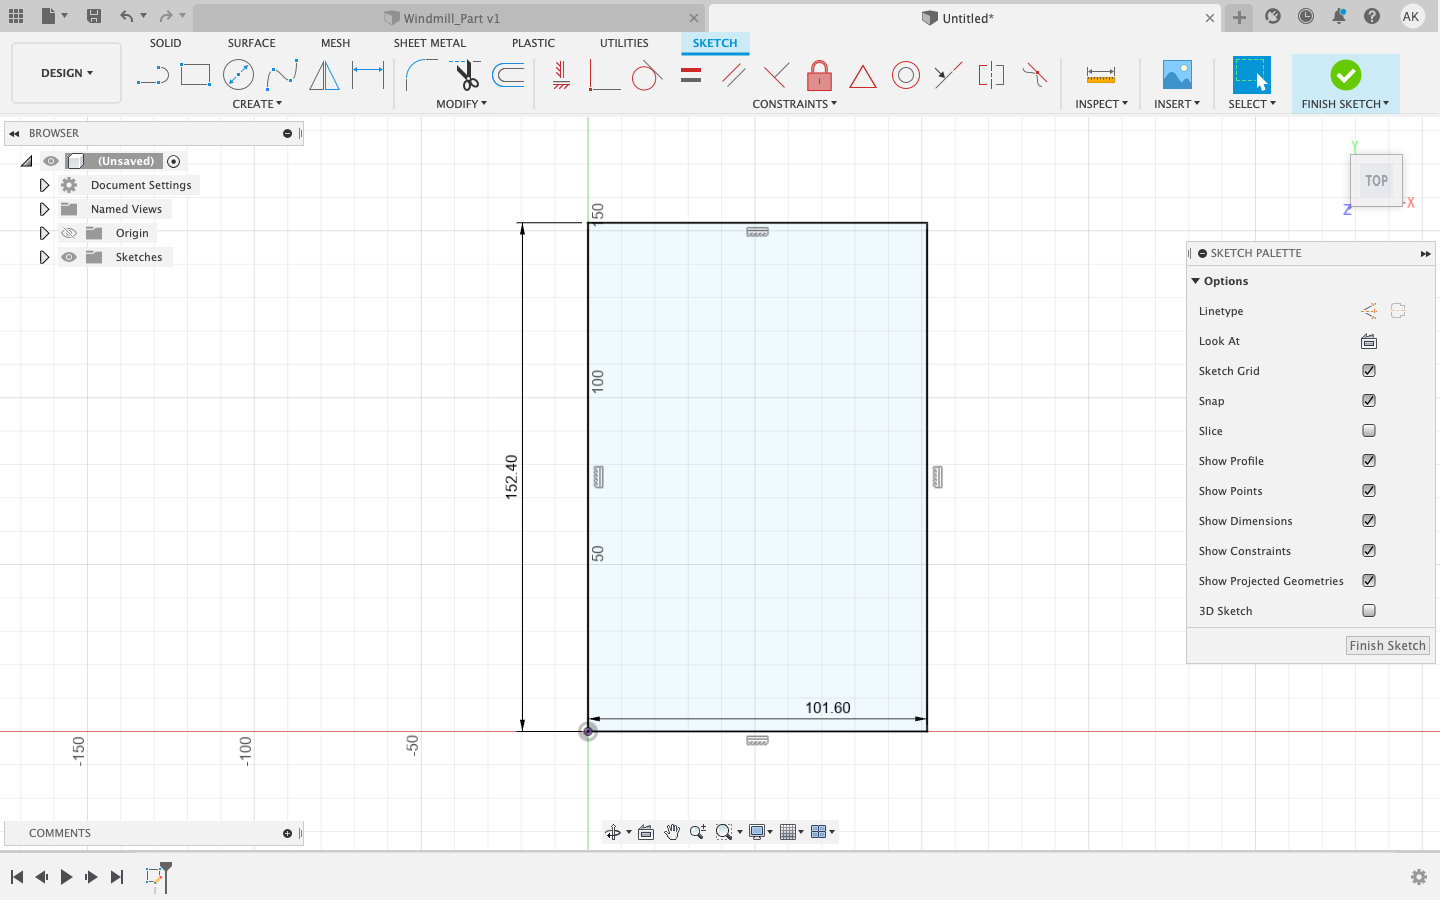 Windmill_Part v1
Untitled*
AK
DESIGN
SOLID
SURFACE
MESH
SHEET METAL
PLASTIC
UTILITIES
SKETCH
CREATE
MODIFY
CONSTRAINTS
INSPECT
INSERT
SELECT
FINISH SKETCH
BROWSER
(Unsaved)
Document Settings
Named Views
Origin
Sketches
Y
TOP
X
Z
150
100
50
152.40
101.60
-150
-100
-50
SKETCH PALETTE
Options
Linetype
Look At
Sketch Grid
Snap
Slice
Show Profile
Show Points
Show Dimensions
Show Constraints
Show Projected Geometries
3D Sketch
Finish Sketch
COMMENTS